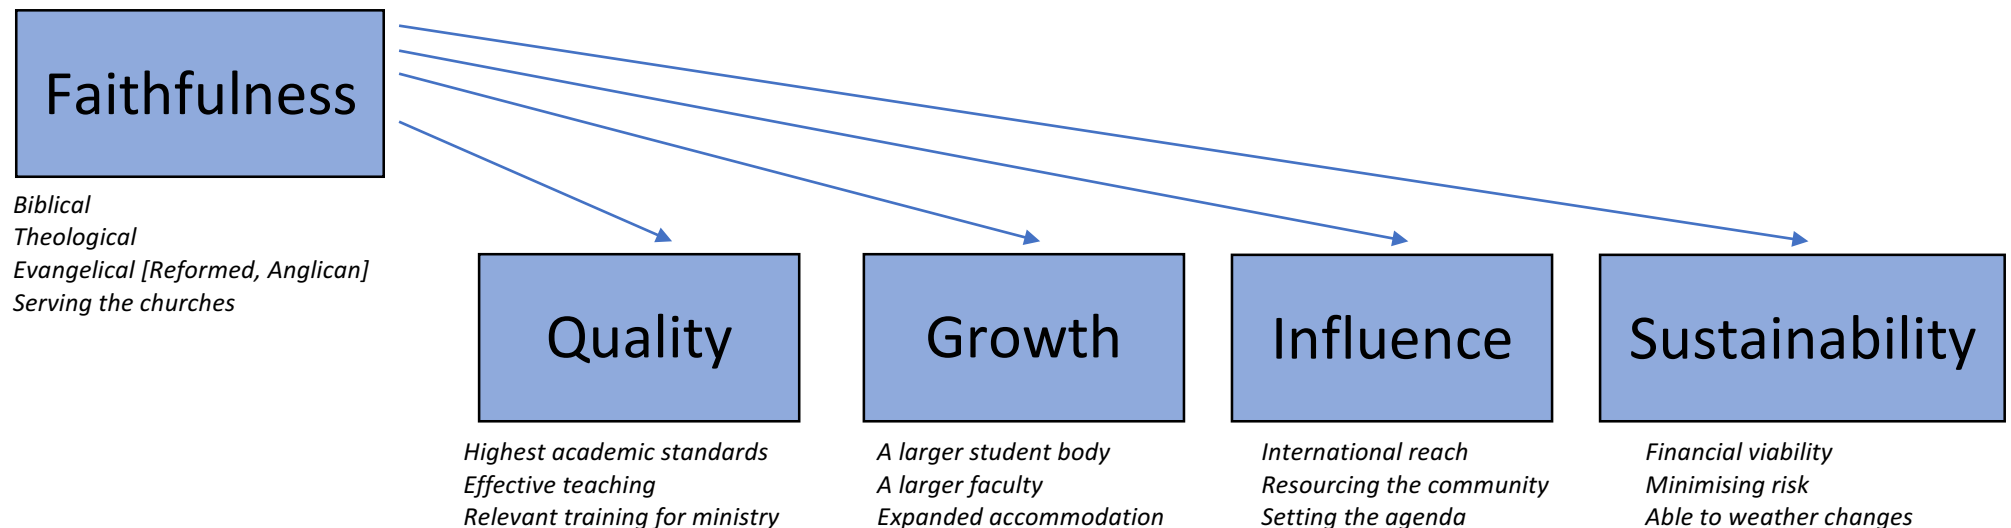 Faithfulness
Biblical
Theological
Evangelical [Reformed, Anglican]
Serving the churches
Quality
Highest academic standards
Effective teaching
Relevant training for ministry
Growth
A larger student body
A larger faculty
Expanded accommodation
Influence
International reach
Resourcing the community
Setting the agenda
Sustainability
Financial viability
Minimising risk
Able to weather changes